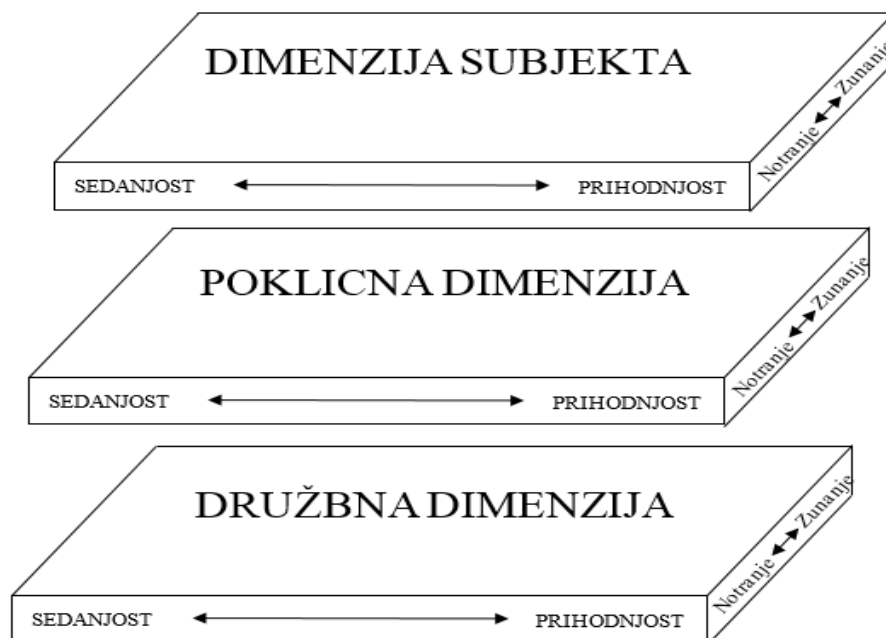 DIMENZIJA SUBJEKTA
SEDANJOST
PRIHODNJOST
Notranje
Zunanje
POKLICNA DIMENZIJA
SEDANJOST
PRIHODNJOST
Notranje
Zunanje
DRUŽBNA DIMENZIJA
SEDANJOST
PRIHODNJOST
Notranje
Zunanje